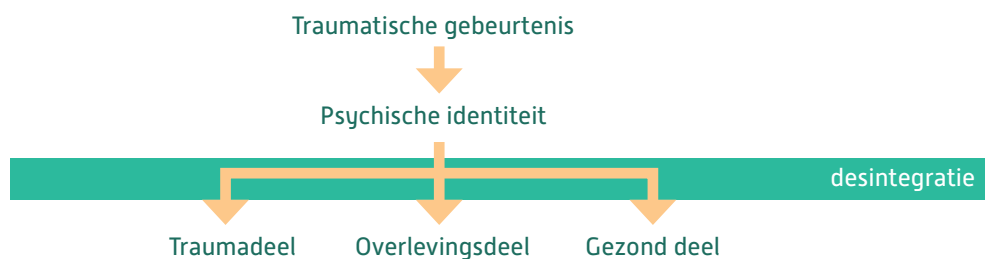 Traumatische gebeurtenis
Psychische identiteit
desintegratie
Traumadeel Overlevingsdeel Gezond deel